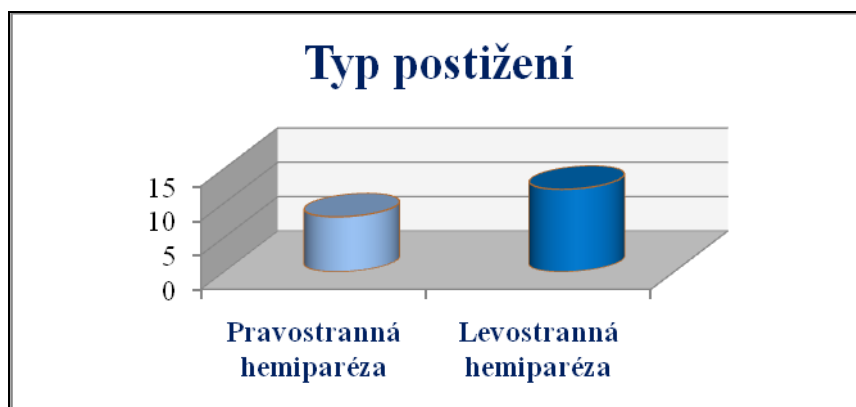 Typ postižení
15
10
5
0
Pravostranná
hemiparéza
Levostranná
hemiparéza